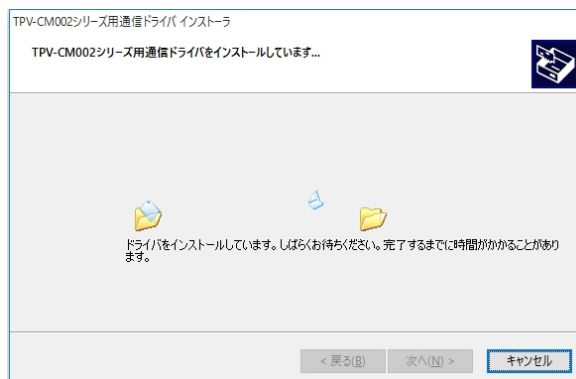 TPV-CM002シリーズ用通信ドライバ インストーラ
TPV-CM002シリーズ用通信ドライバをインストールしています...
ドライバをインストールしています。しばらくお待ちください。完了するまでに時間がかかることがあり
ます。
< 戻る(B)
次へ(N) >
キャンセル